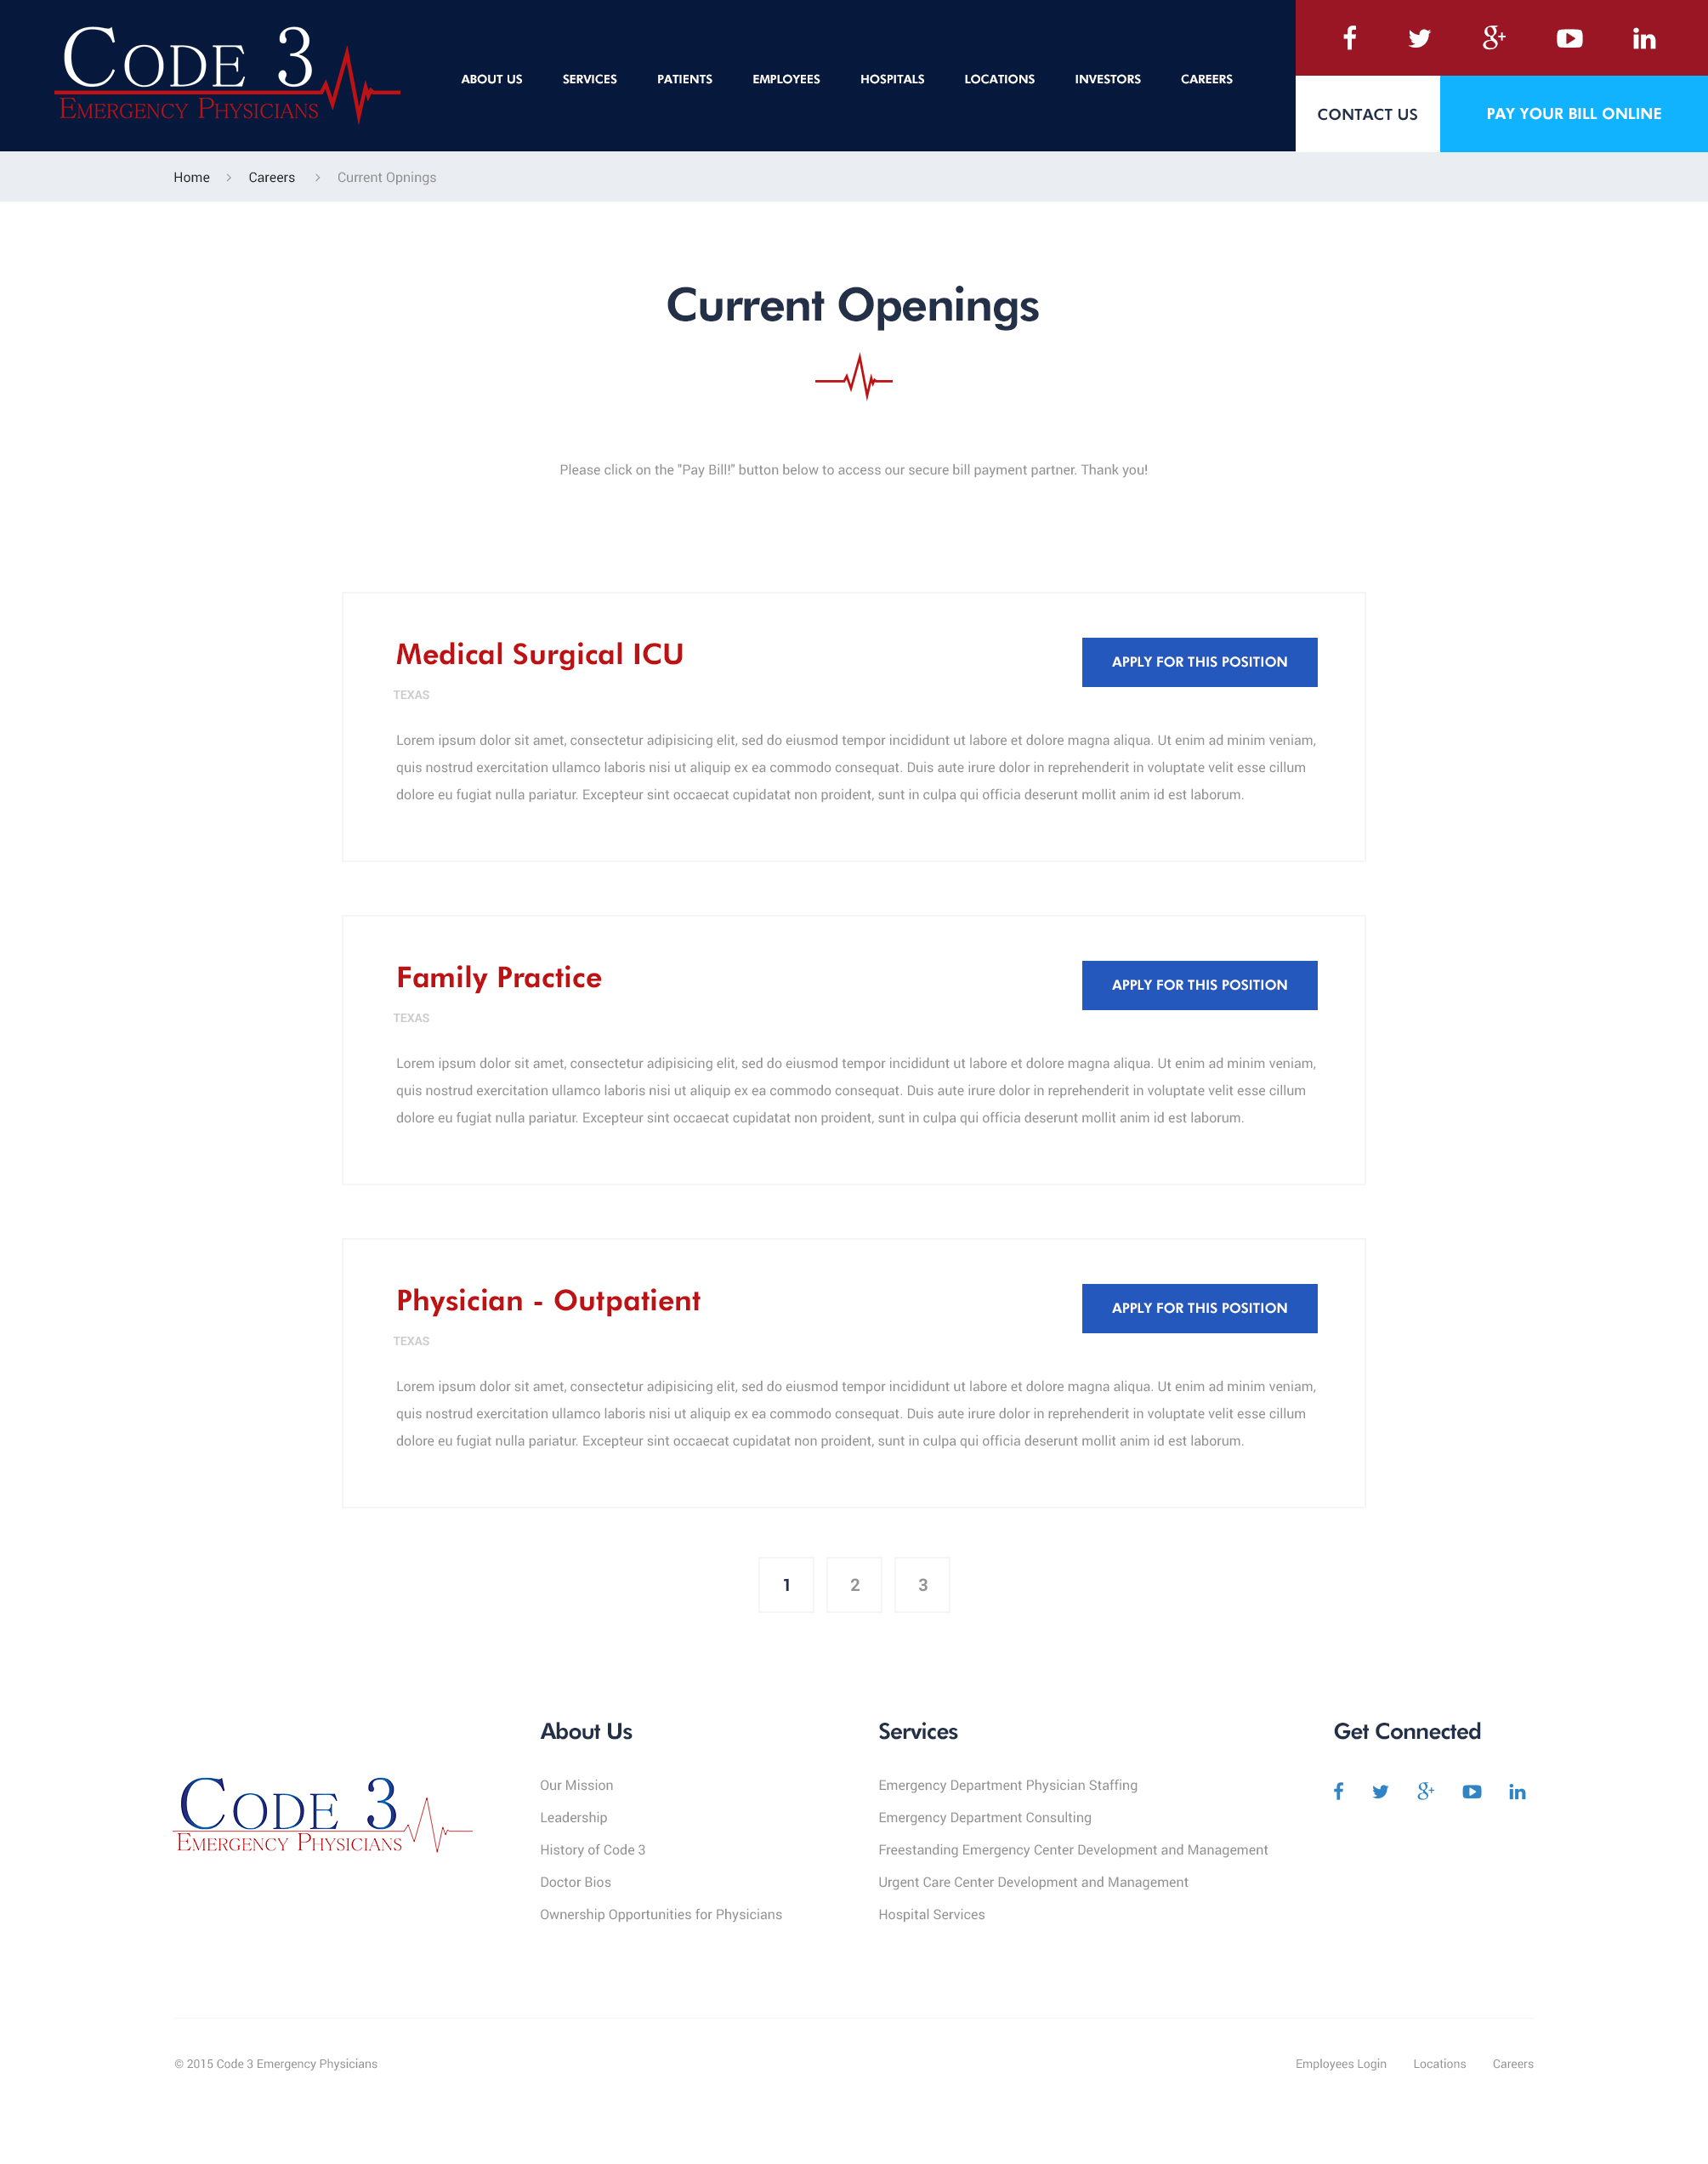 CODE 3
EMERGENCY PHYSICIANS
ABOUT US SERVICES PATIENTS EMPLOYEES HOSPITALS LOCATIONS INVESTORS CAREERS
CONTACT US
PAY YOUR BILL ONLINE
Home > Careers > Current Opnings
Current Openings
Please click on the "Pay Bill!" button below to access our secure bill payment partner. Thank you!
Medical Surgical ICU
APPLY FOR THIS POSITION
TEXAS
Lorem ipsum dolor sit amet, consectetur adipisicing elit, sed do eiusmod tempor incididunt ut labore et dolore magna aliqua. Ut enim ad minim veniam,
quis nostrud exercitation ullamco laboris nisi ut aliquip ex ea commodo consequat. Duis aute irure dolor in reprehenderit in voluptate velit esse cillum
dolore eu fugiat nulla pariatur. Excepteur sint occaecat cupidatat non proident, sunt in culpa qui officia deserunt mollit anim id est laborum.
Family Practice
APPLY FOR THIS POSITION
TEXAS
Lorem ipsum dolor sit amet, consectetur adipisicing elit, sed do eiusmod tempor incididunt ut labore et dolore magna aliqua. Ut enim ad minim veniam,
quis nostrud exercitation ullamco laboris nisi ut aliquip ex ea commodo consequat. Duis aute irure dolor in reprehenderit in voluptate velit esse cillum
dolore eu fugiat nulla pariatur. Excepteur sint occaecat cupidatat non proident, sunt in culpa qui officia deserunt mollit anim id est laborum.
Physician - Outpatient
APPLY FOR THIS POSITION
TEXAS
Lorem ipsum dolor sit amet, consectetur adipisicing elit, sed do eiusmod tempor incididunt ut labore et dolore magna aliqua. Ut enim ad minim veniam,
quis nostrud exercitation ullamco laboris nisi ut aliquip ex ea commodo consequat. Duis aute irure dolor in reprehenderit in voluptate velit esse cillum
dolore eu fugiat nulla pariatur. Excepteur sint occaecat cupidatat non proident, sunt in culpa qui officia deserunt mollit anim id est laborum.
1 2 3
CODE 3
EMERGENCY PHYSICIANS
About Us
Our Mission
Leadership
History of Code 3
Doctor Bios
Ownership Opportunities for Physicians
Services
Emergency Department Physician Staffing
Emergency Department Consulting
Freestanding Emergency Center Development and Management
Urgent Care Center Development and Management
Hospital Services
Get Connected
© 2015 Code 3 Emergency Physicians
Employees Login Locations Careers